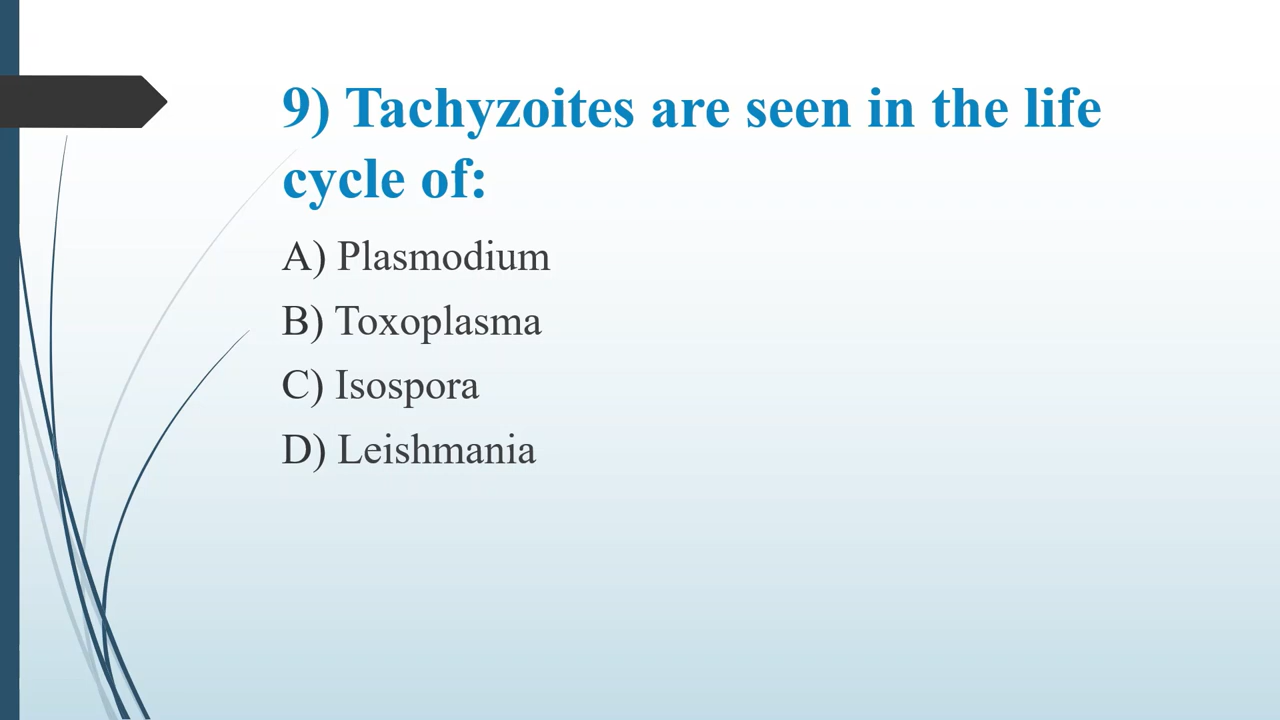 9) Tachyzoites are seen in the life
cycle of:
A) Plasmodium
B) Toxoplasma
C) Isospora
D) Leishmania